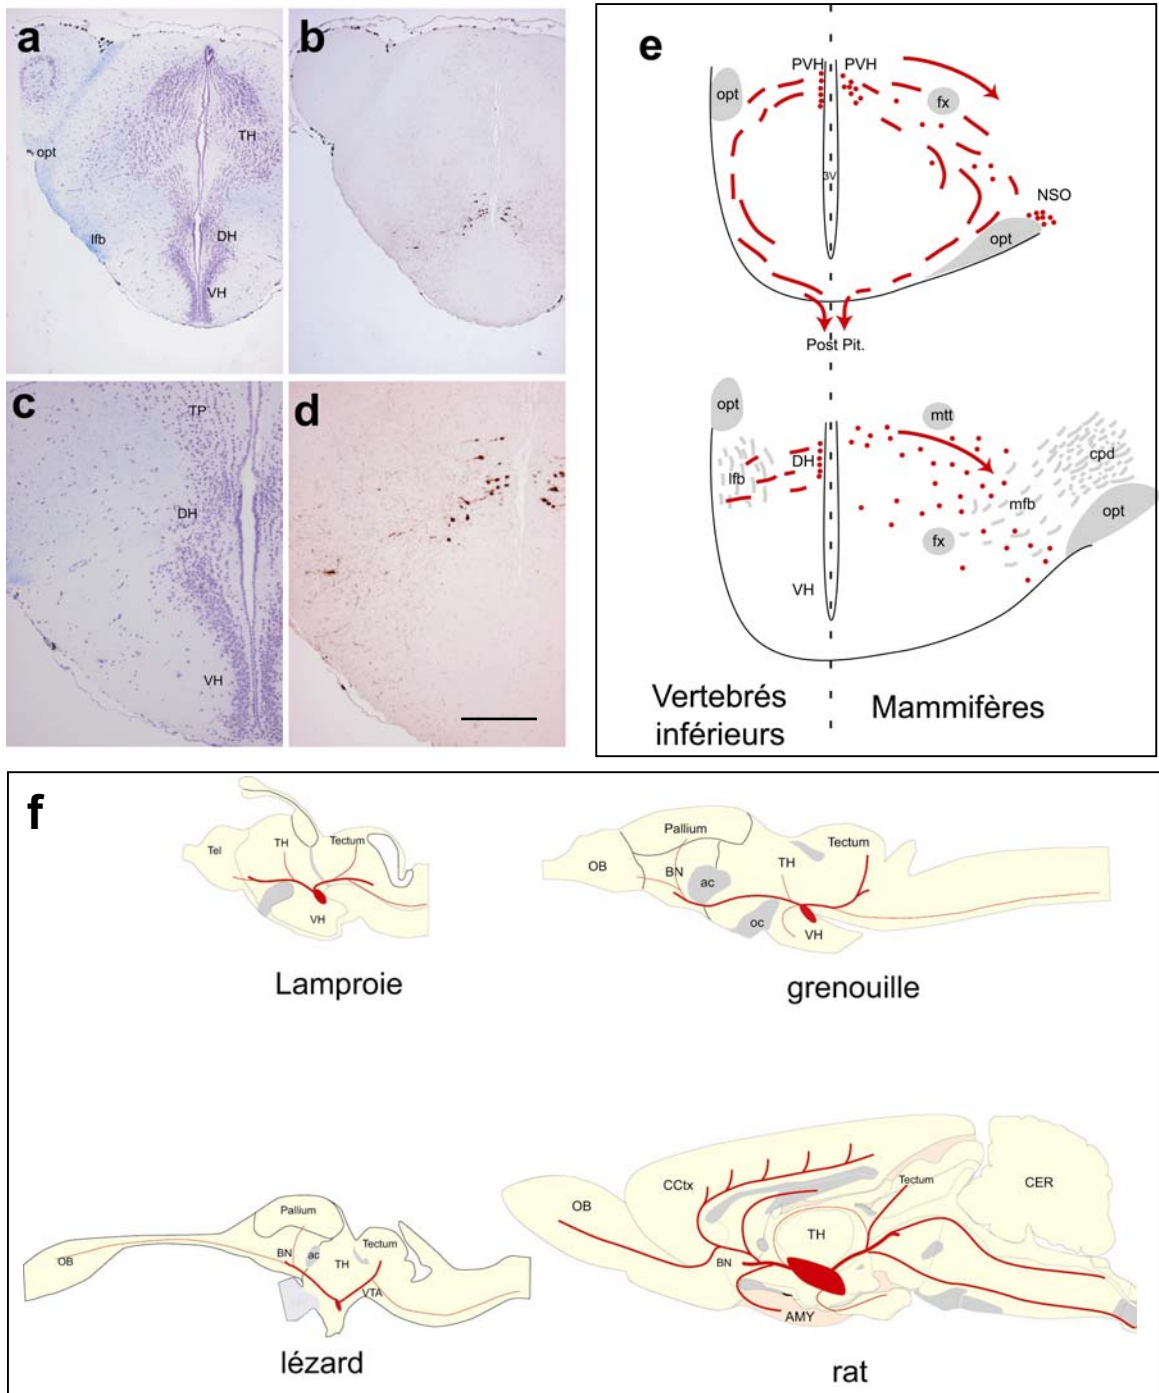 a
TH
opt
lfb
DH
VH
b
c
TP
DH
VH
d
e
PVH PVH
opt
fx
3V
NSO
opt
Post Pit.
opt
mtt
cpd
DH
lfb
mfb
opt
fx
VH
Vertebrés
inférieurs
Mammifères
f
Tel
TH
Tectum
VH
Lamproie
Pallium
OB
BN
ac
TH
Tectum
oc
VH
grenouille
Pallium
OB
BN
ac
TH
Tectum
VTA
lézard
OB
CCtx
Tectum
CER
TH
BN
AMY
rat